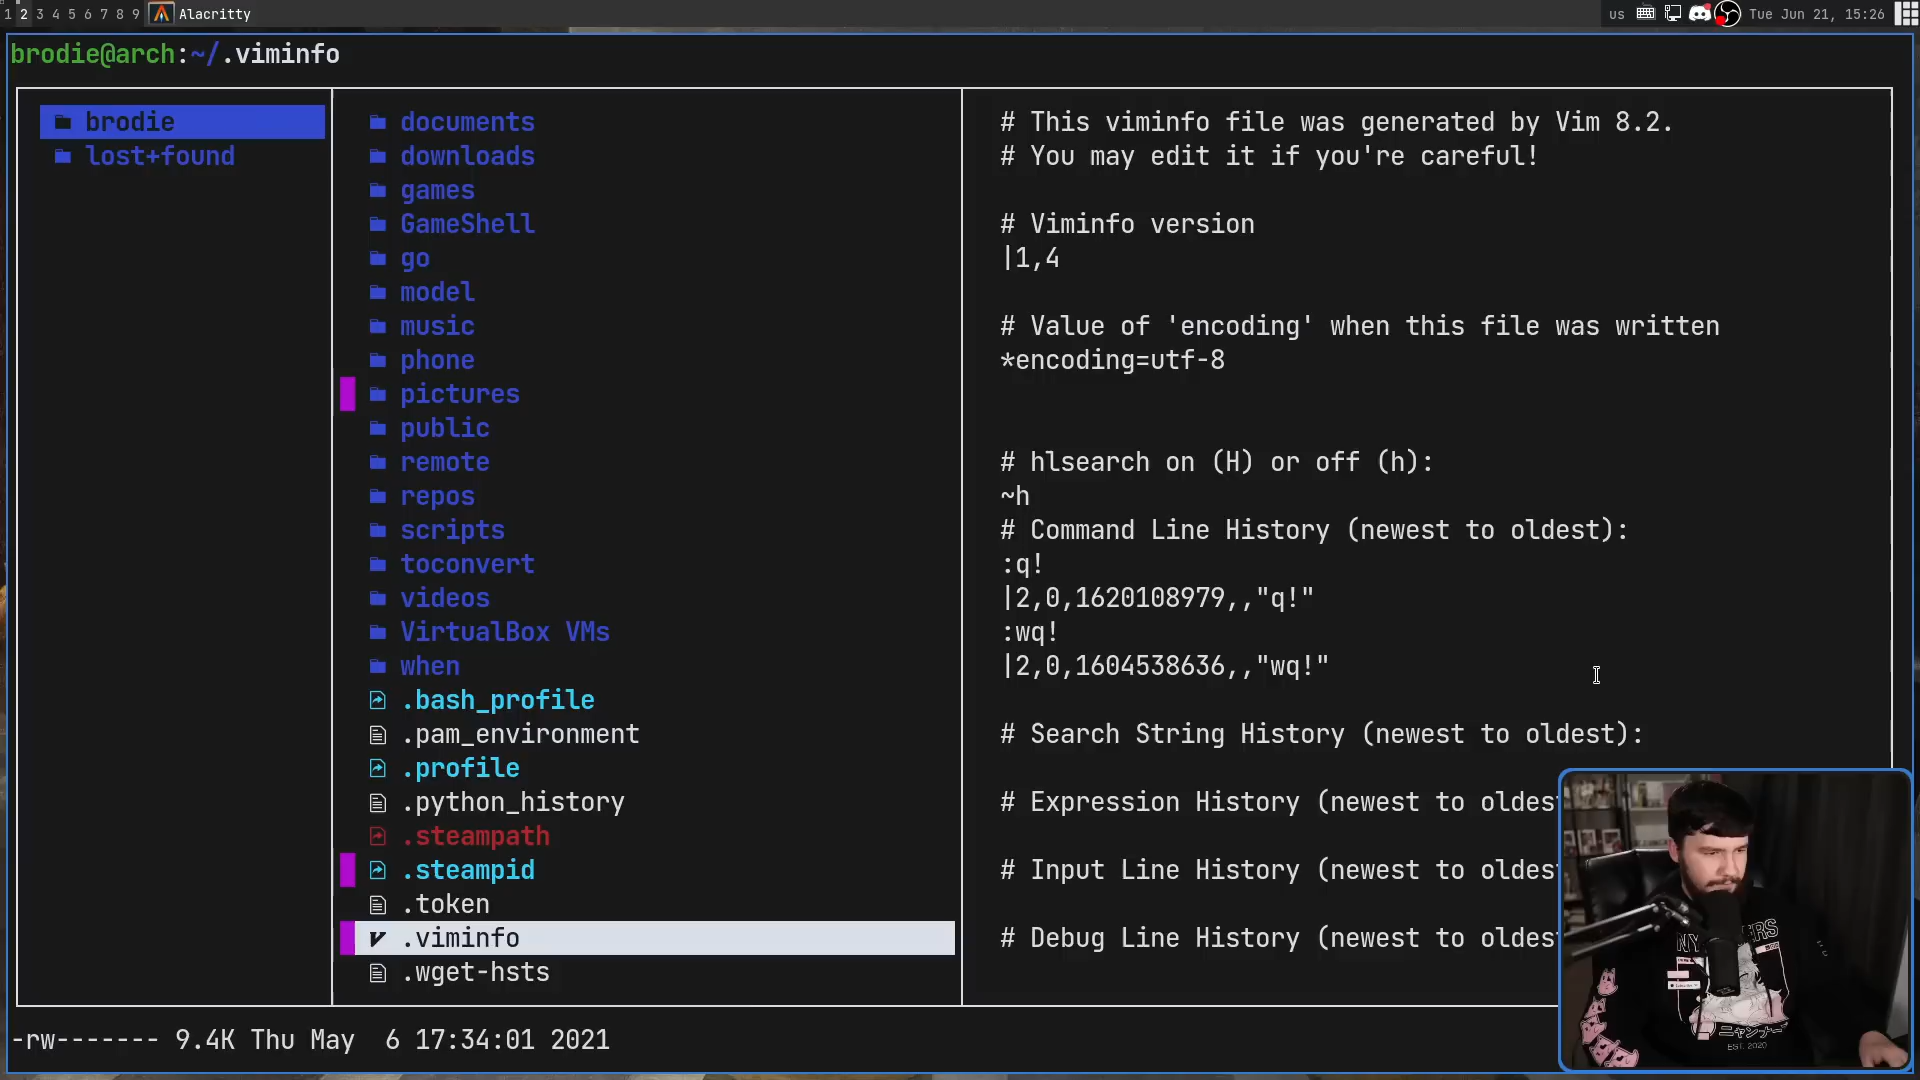 1 2 3 4 5 6 7 8 9 Alacritty
us Tue Jun 21, 15:26
brodie@arch:~/.viminfo
brodie
lost+found
documents
downloads
games
GameShell
go
model
music
phone
pictures
public
remote
repos
scripts
toconvert
videos
VirtualBox VMs
when
.bash_profile
.pam_environment
.profile
.python_history
.steampath
.steampid
.token
.viminfo
.wget-hsts
# This viminfo file was generated by Vim 8.2.
# You may edit it if you're careful!
# Viminfo version
|1,4
# Value of 'encoding' when this file was written
*encoding=utf-8
# hlsearch on (H) or off (h):
~h
# Command Line History (newest to oldest):
:q!
|2,0,1620108979,,"q!"
:wq!
|2,0,1604538636,,"wq!"
# Search String History (newest to oldest):
# Expression History (newest to oldest
# Input Line History (newest to oldest
# Debug Line History (newest to oldest
-rw------- 9.4K Thu May  6 17:34:01 2021
EST. 2020